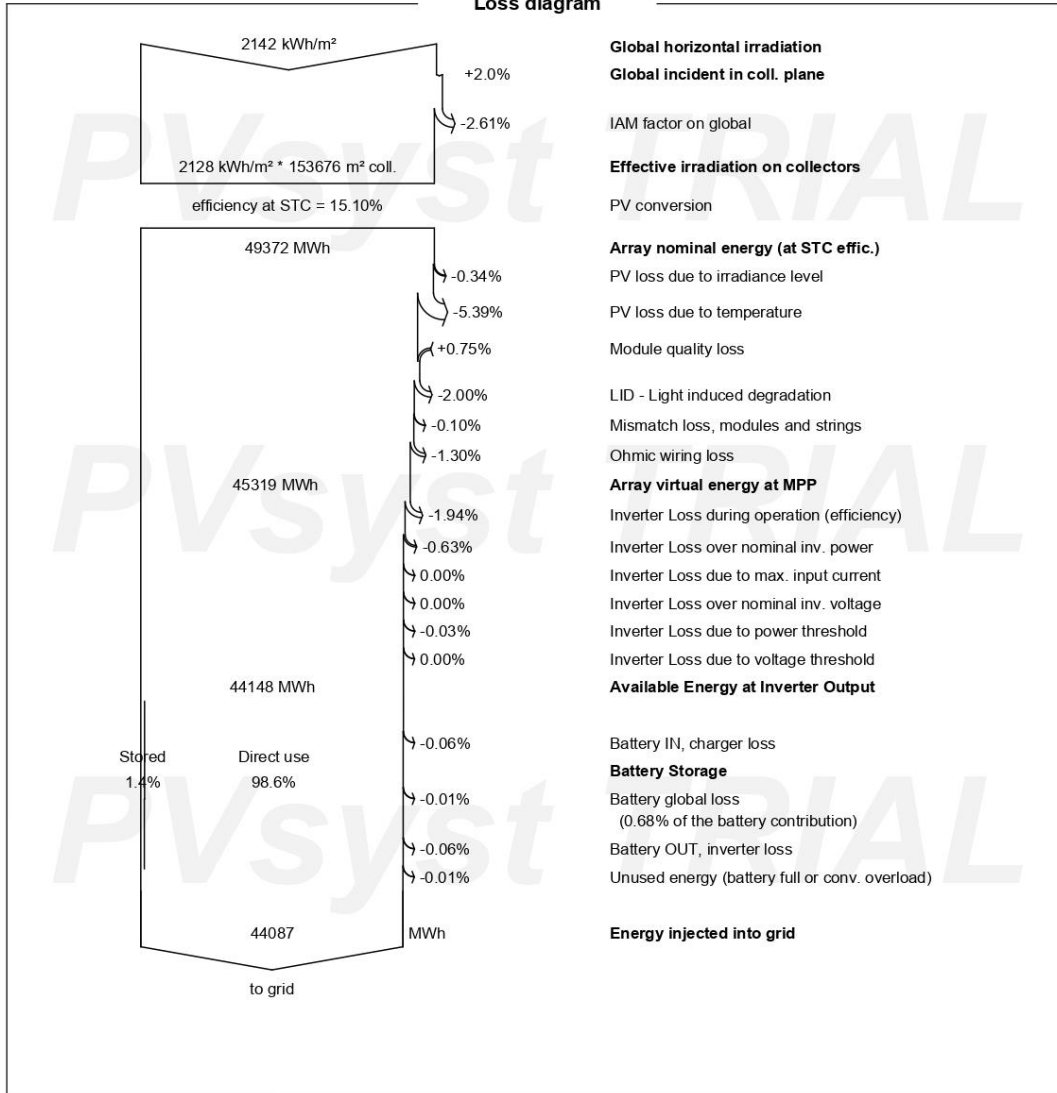 Loss diagram
2142 kWh/m² Global horizontal irradiation
+2.0% Global incident in coll. plane
-2.61% IAM factor on global
2128 kWh/m² * 153676 m² coll. Effective irradiation on collectors
efficiency at STC = 15.10% PV conversion
49372 MWh Array nominal energy (at STC effic.)
-0.34% PV loss due to irradiance level
-5.39% PV loss due to temperature
+0.75% Module quality loss
-2.00% LID - Light induced degradation
-0.10% Mismatch loss, modules and strings
-1.30% Ohmic wiring loss
45319 MWh Array virtual energy at MPP
-1.94% Inverter Loss during operation (efficiency)
-0.63% Inverter Loss over nominal inv. power
0.00% Inverter Loss due to max. input current
0.00% Inverter Loss over nominal inv. voltage
-0.03% Inverter Loss due to power threshold
0.00% Inverter Loss due to voltage threshold
44148 MWh Available Energy at Inverter Output
-0.06% Battery IN, charger loss
Stored Direct use Battery Storage
1.4% 98.6%
-0.01% Battery global loss
(0.68% of the battery contribution)
-0.06% Battery OUT, inverter loss
-0.01% Unused energy (battery full or conv. overload)
44087 MWh Energy injected into grid
to grid
PVsyst TRIAL
PVsyst TRIAL
PVsyst TRIAL